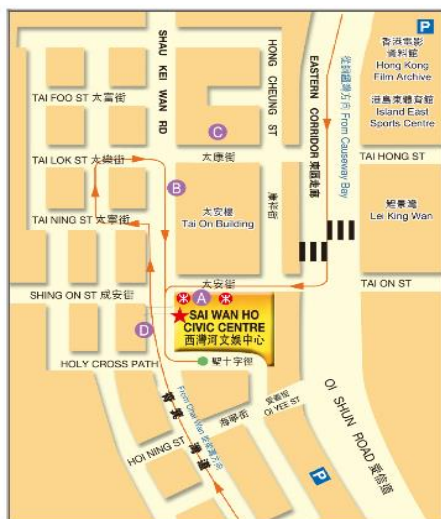 SHAU KEI WAN RD
HONG CHEUNG ST
EASTERN CORRIDOR 東區走廊
From Causeway Bay
P
香港電影
資料館
Hong Kong
Film Archive
港島東體育館
Island East
Sports Centre
TAI FOO ST 太富街
C
TAI LOK ST 太樂街
太康街
TAI HONG ST
B
太安樓
Tai On Building
鯉景灣
Lei King Wan
TAI NING ST 太寧街
太安街
TAI ON ST
SHING ON ST 成安街
A
SAI WAN HO
CIVIC CENTRE
西灣河文娛中心
D
HOLY CROSS PATH
聖十字徑
From Chai Wan
HOI NING ST
海寧街
OI YEE ST
OI SHUN ROAD 愛信道
P